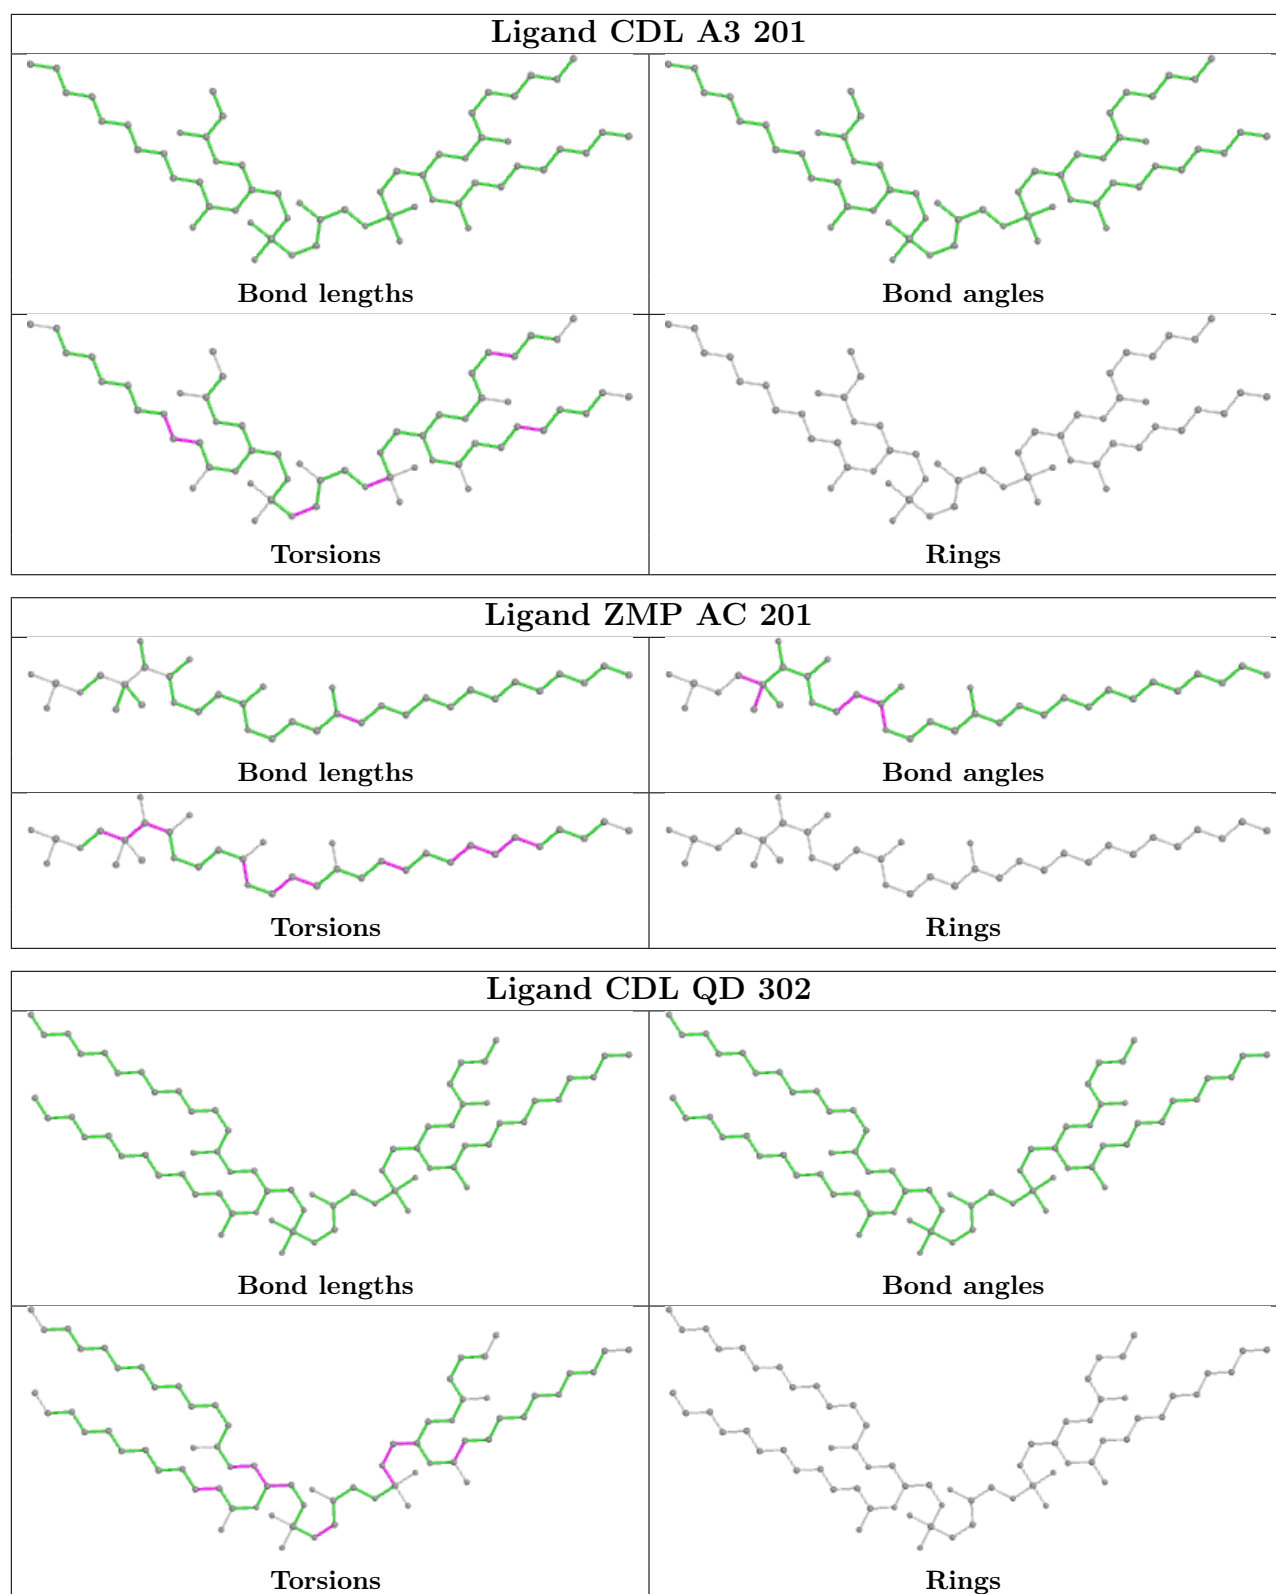 Ligand CDL A3 201
Bond lengths
Bond angles
Torsions
Rings
Ligand ZMP AC 201
Bond lengths
Bond angles
Torsions
Rings
Ligand CDL QD 302
Bond lengths
Bond angles
Torsions
Rings